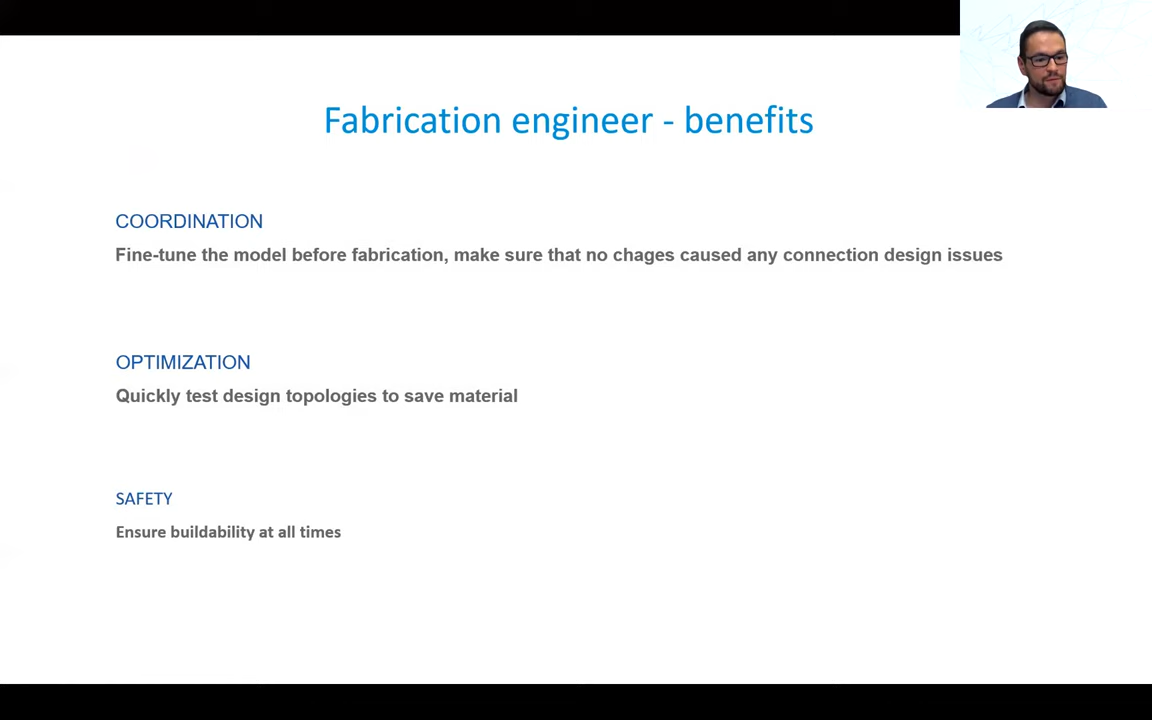 Fabrication engineer - benefits
COORDINATION
Fine-tune the model before fabrication, make sure that no chages caused any connection design issues
OPTIMIZATION
Quickly test design topologies to save material
SAFETY
Ensure buildability at all times